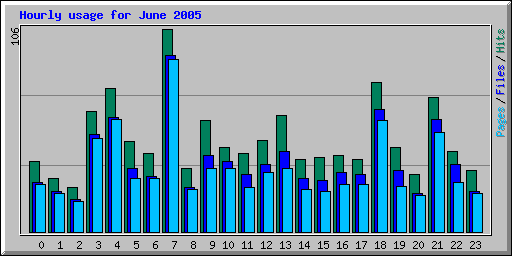 Hourly usage for June 2005
106
Pages/Files/Hits
0 1 2 3 4 5 6 7 8 9 10 11 12 13 14 15 16 17 18 19 20 21 22 23